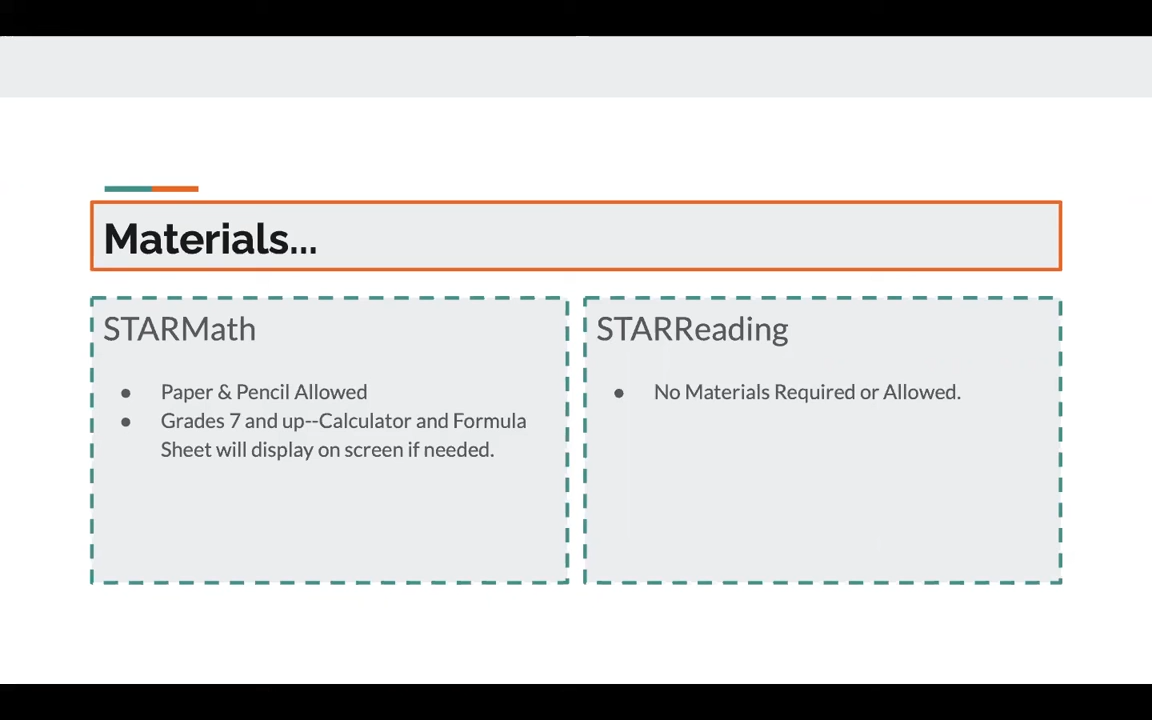 Materials...
STARMath
● Paper & Pencil Allowed
● Grades 7 and up--Calculator and Formula
Sheet will display on screen if needed.
STARReading
● No Materials Required or Allowed.